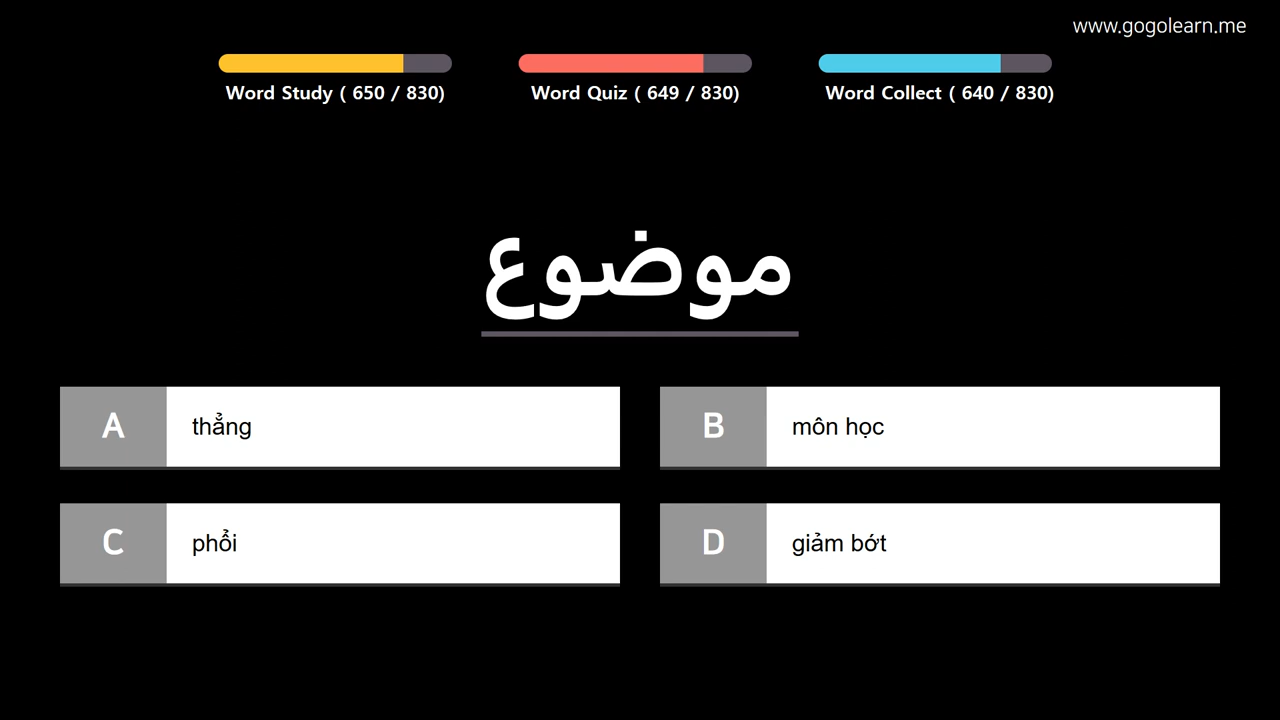 www.gogolearn.me
Word Study ( 650 / 830)
Word Quiz ( 649 / 830)
Word Collect ( 640 / 830)
موضوع
A
thẳng
B
môn học
C
phổi
D
giảm bớt